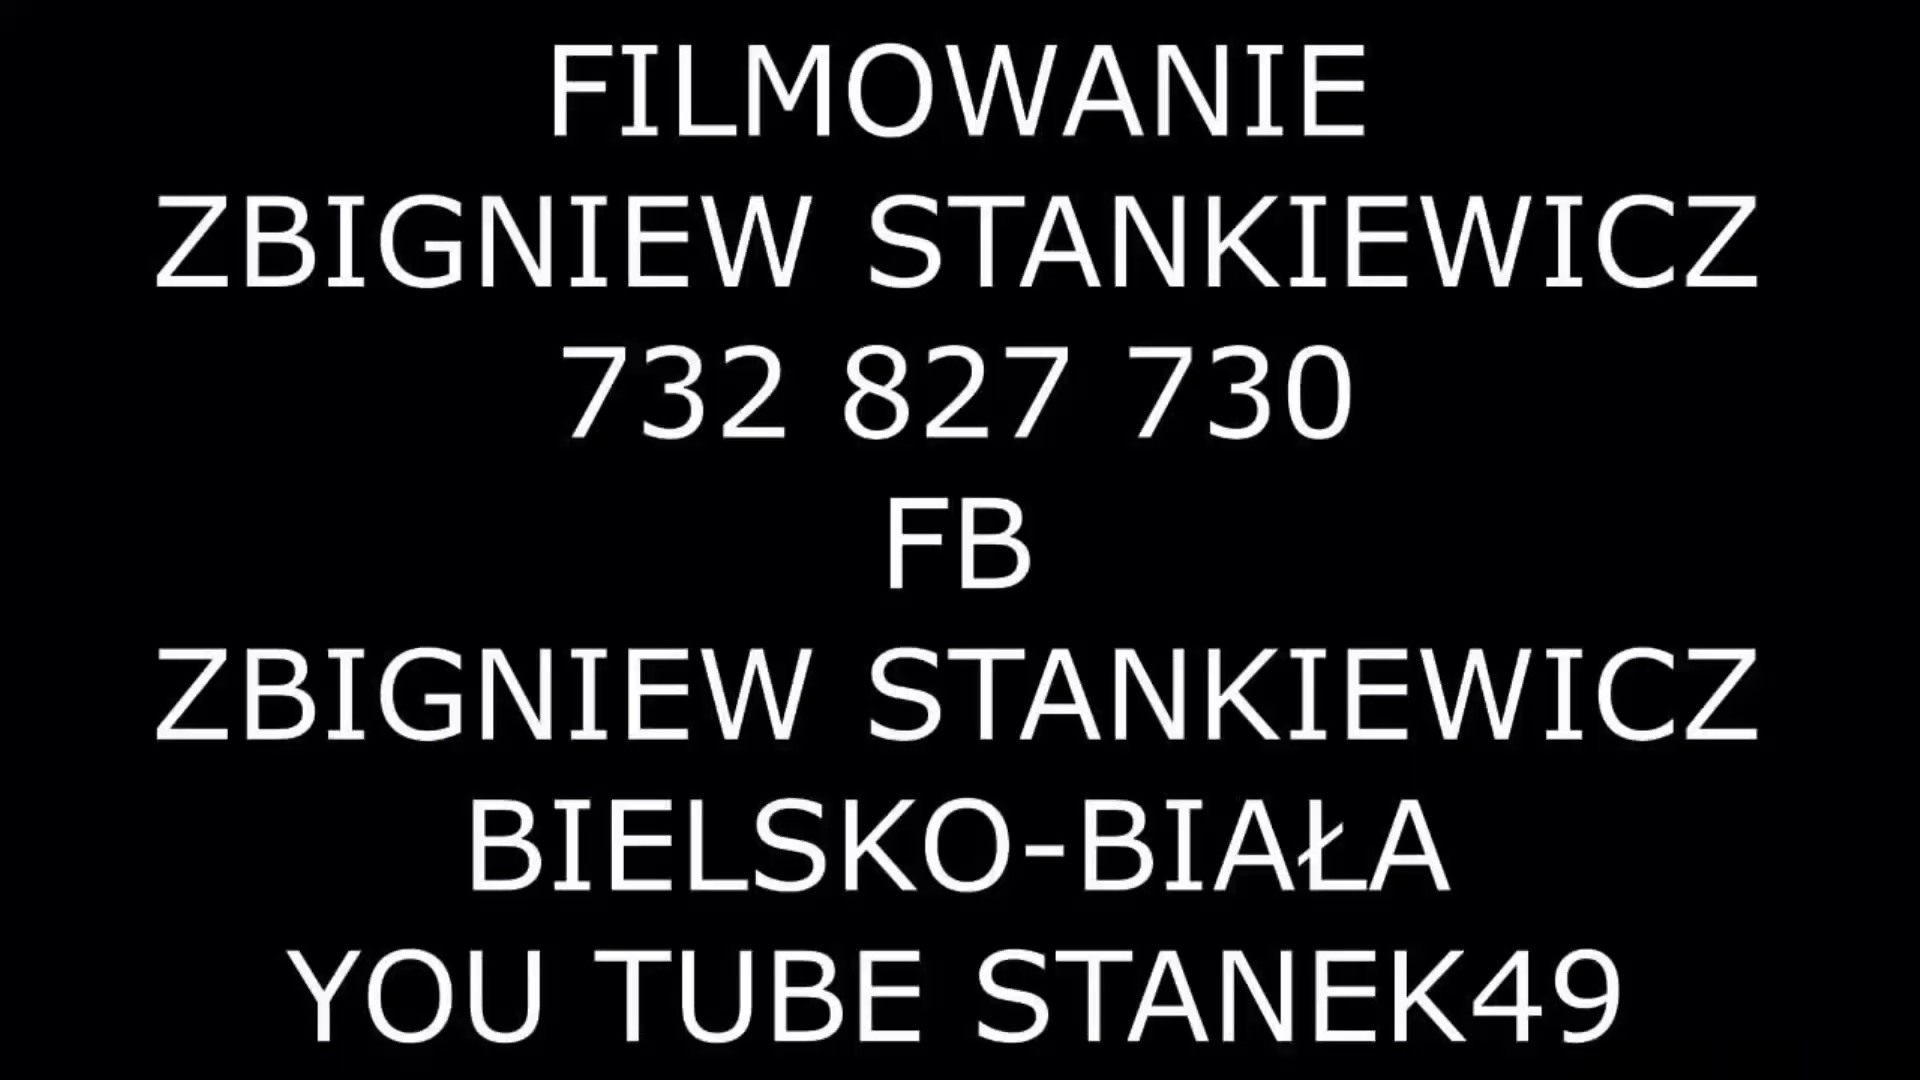 FILMOWANIE
ZBIGNIEW STANKIEWICZ
732 827 730
FB
ZBIGNIEW STANKIEWICZ
BIELSKO-BIAŁA
YOU TUBE STANEK49